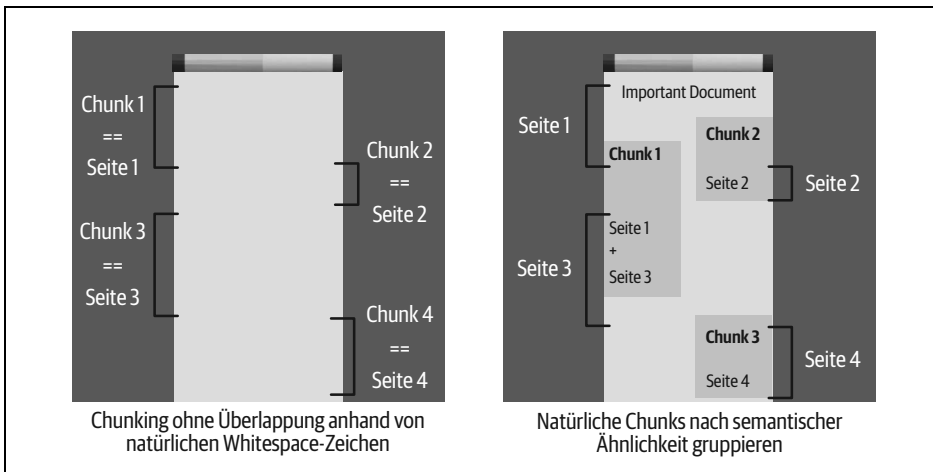 Chunk 1
==
Seite 1
Chunk 2
==
Seite 2
Chunk 3
==
Seite 3
Chunk 4
==
Seite 4
Chunking ohne Überlappung anhand von
natürlichen Whitespace-Zeichen
Important Document
Seite 1
Chunk 1
Seite 1
+
Seite 3
Chunk 2
Seite 2
Seite 2
Seite 3
Chunk 3
Seite 4
Seite 4
Natürliche Chunks nach semantischer
Ähnlichkeit gruppieren